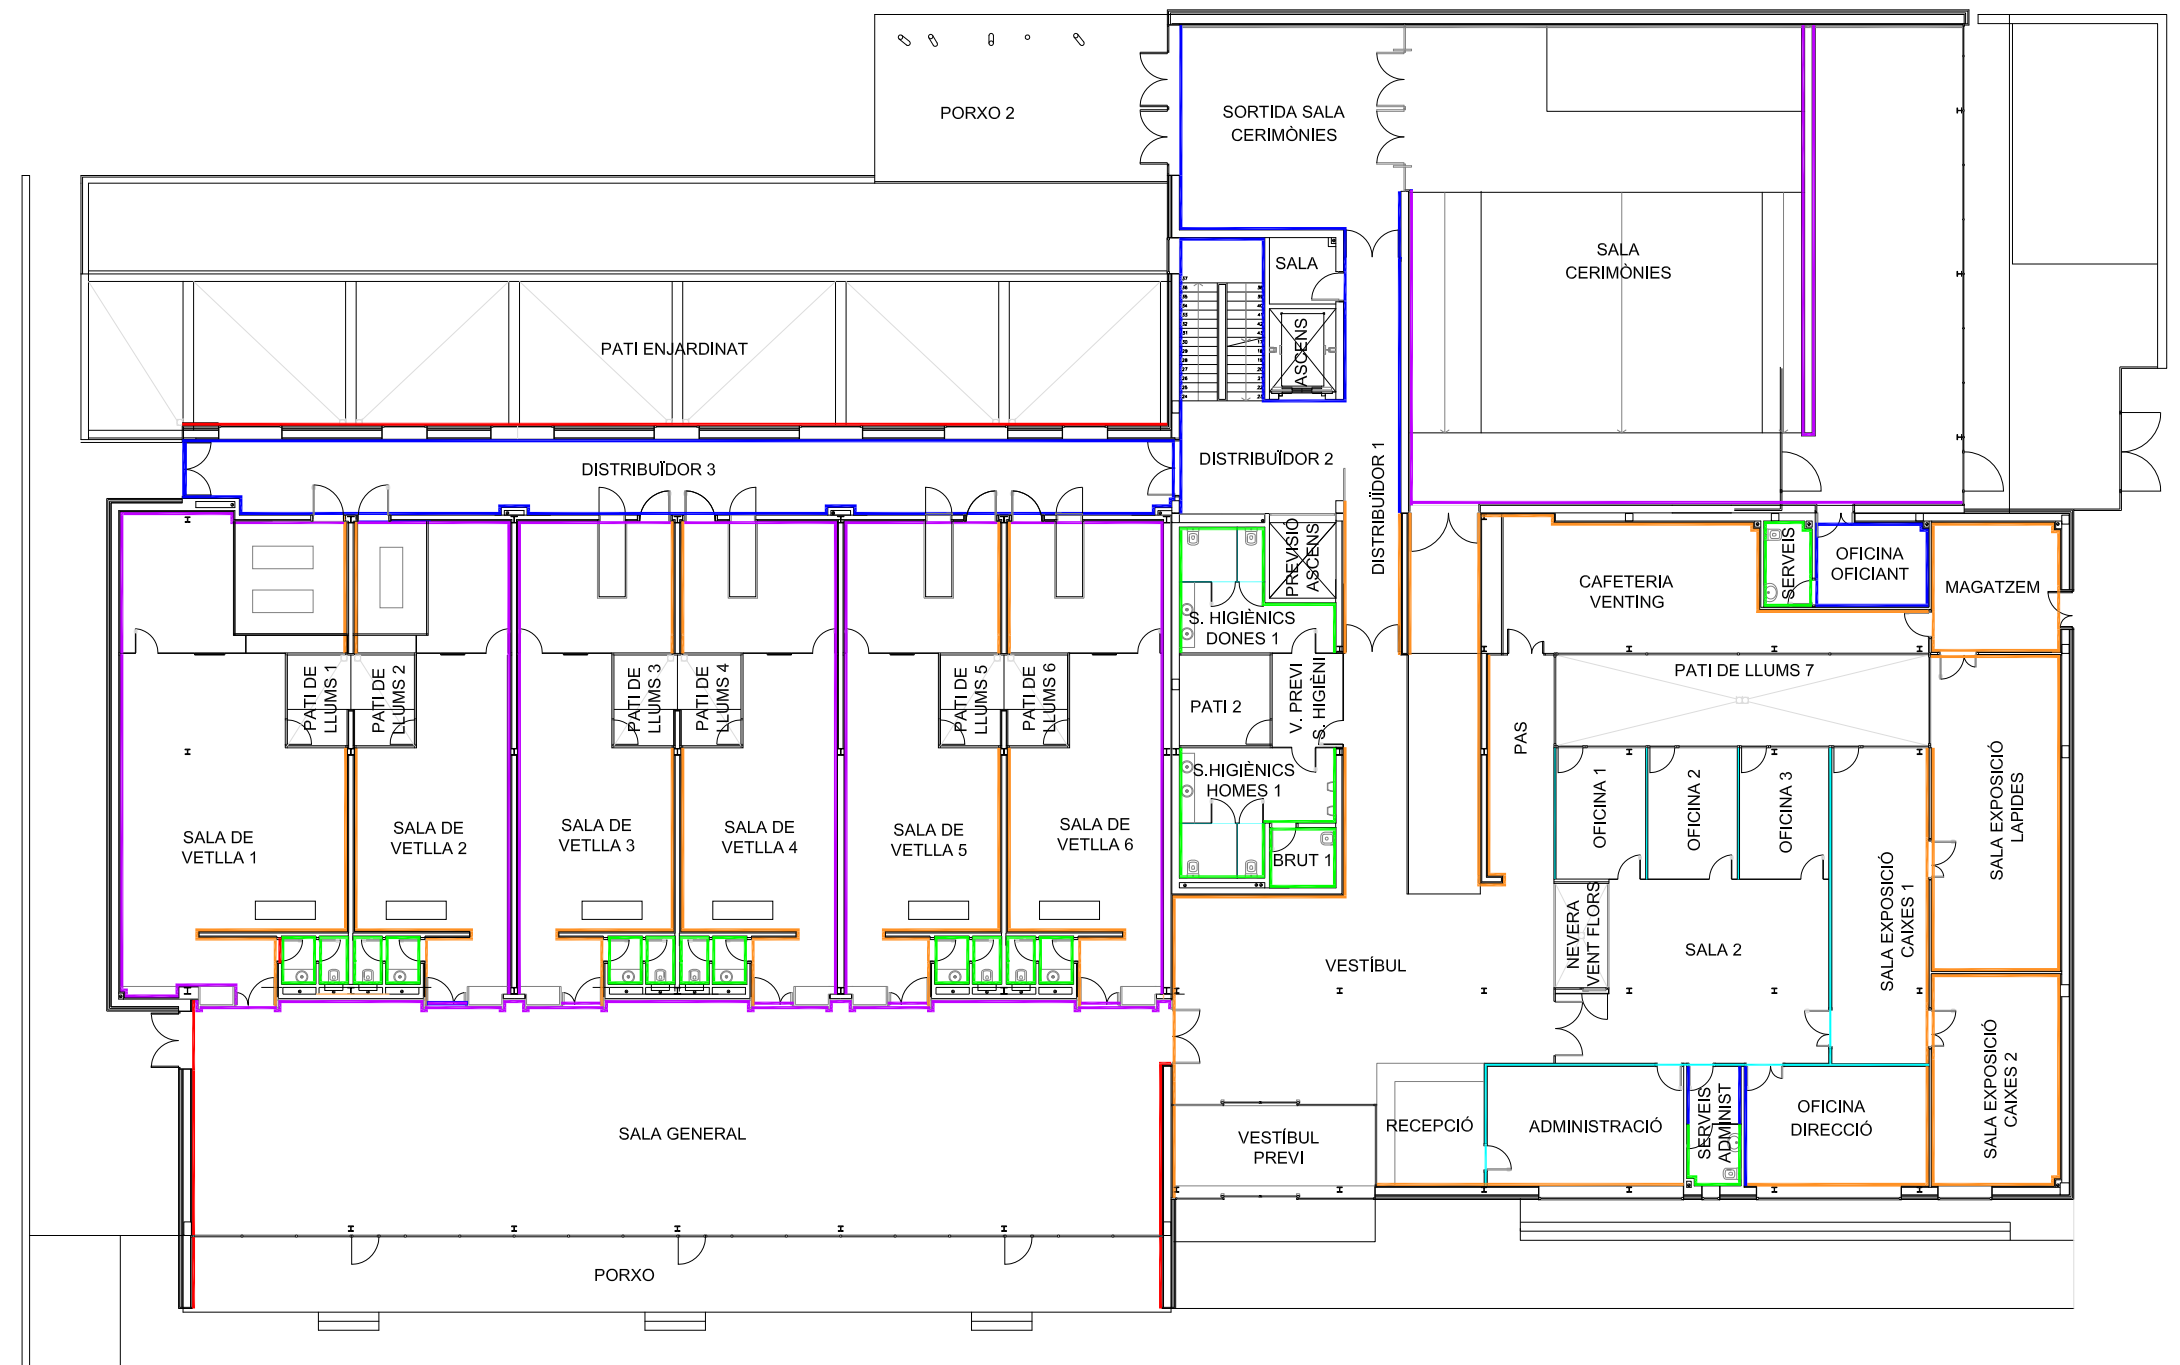 PORXO 2
SORTIDA SALA
CERIMÒNIES
SALA
CERIMÒNIES
SALA
ASCENS
PATI ENJARDINAT
DISTRIBUÏDOR 3
DISTRIBUÏDOR 2
DISTRIBUÏDOR 1
PREVISIÓ
ASCENS
S. HIGIÈNICS
DONES 1
CAFETERIA
VENTING
SERVEIS
OFICINA
OFICIANT
MAGATZEM
PATI DE
LLUMS 1
PATI DE
LLUMS 2
PATI DE
LLUMS 3
PATI DE
LLUMS 4
PATI DE
LLUMS 5
PATI DE
LLUMS 6
PATI 2
V. PREVI
S. HIGIÈNI
PATI DE LLUMS 7
PAS
S.HIGIÈNICS
HOMES 1
BRUT 1
OFICINA 1
OFICINA 2
OFICINA 3
SALA EXPOSICIÓ
LAPIDES
SALA DE
VETLLA 1
SALA DE
VETLLA 2
SALA DE
VETLLA 3
SALA DE
VETLLA 4
SALA DE
VETLLA 5
SALA DE
VETLLA 6
VESTÍBUL
NEVERA
VENT FLORS
SALA 2
SALA EXPOSICIÓ
CAIXES 1
SALA EXPOSICIÓ
CAIXES 2
SALA GENERAL
VESTÍBUL
PREVI
RECEPCIÓ
ADMINISTRACIÓ
SERVEIS
ADMINIST
OFICINA
DIRECCIÓ
PORXO